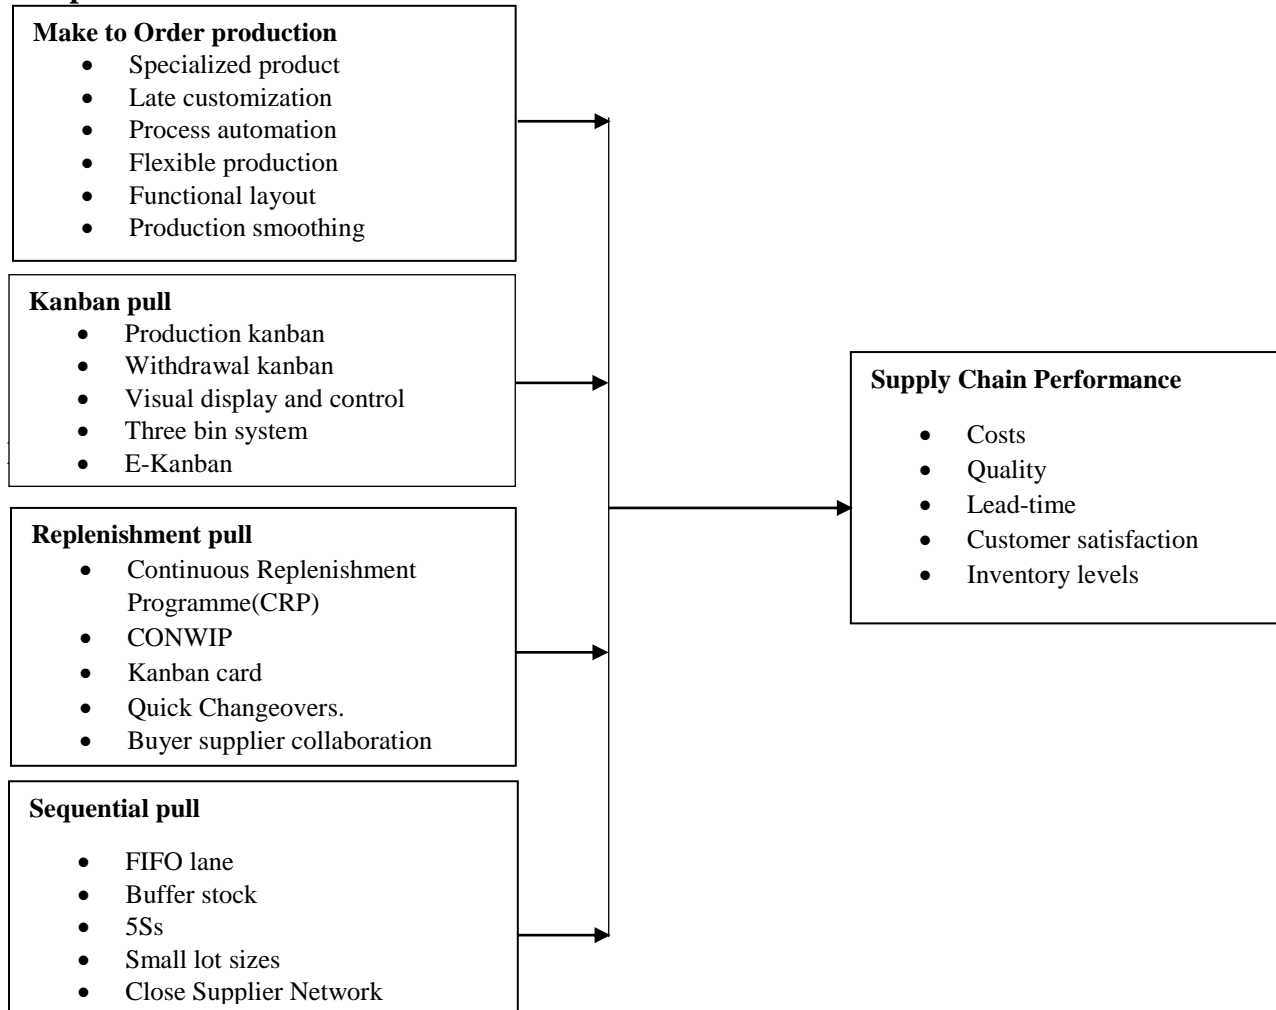 Make to Order production
• Specialized product
• Late customization
• Process automation
• Flexible production
• Functional layout
• Production smoothing
Kanban pull
• Production kanban
• Withdrawal kanban
• Visual display and control
• Three bin system
• E-Kanban
Replenishment pull
• Continuous Replenishment
Programme(CRP)
• CONWIP
• Kanban card
• Quick Changeovers.
• Buyer supplier collaboration
Sequential pull
• FIFO lane
• Buffer stock
• 5Ss
• Small lot sizes
• Close Supplier Network
Supply Chain Performance
• Costs
• Quality
• Lead-time
• Customer satisfaction
• Inventory levels